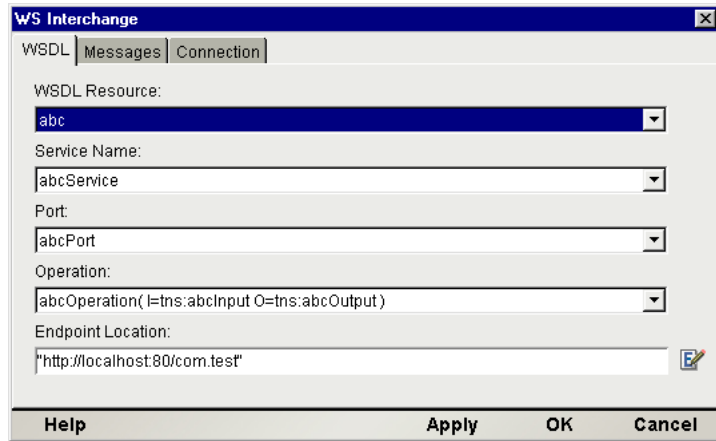 WS Interchange
WSDL Messages Connection
WSDL Resource:
abc
Service Name:
abcService
Port:
abcPort
Operation:
abcOperation( I=tns:abcInput O=tns:abcOutput )
Endpoint Location:
"http://localhost:80/com.test"
Help Apply OK Cancel